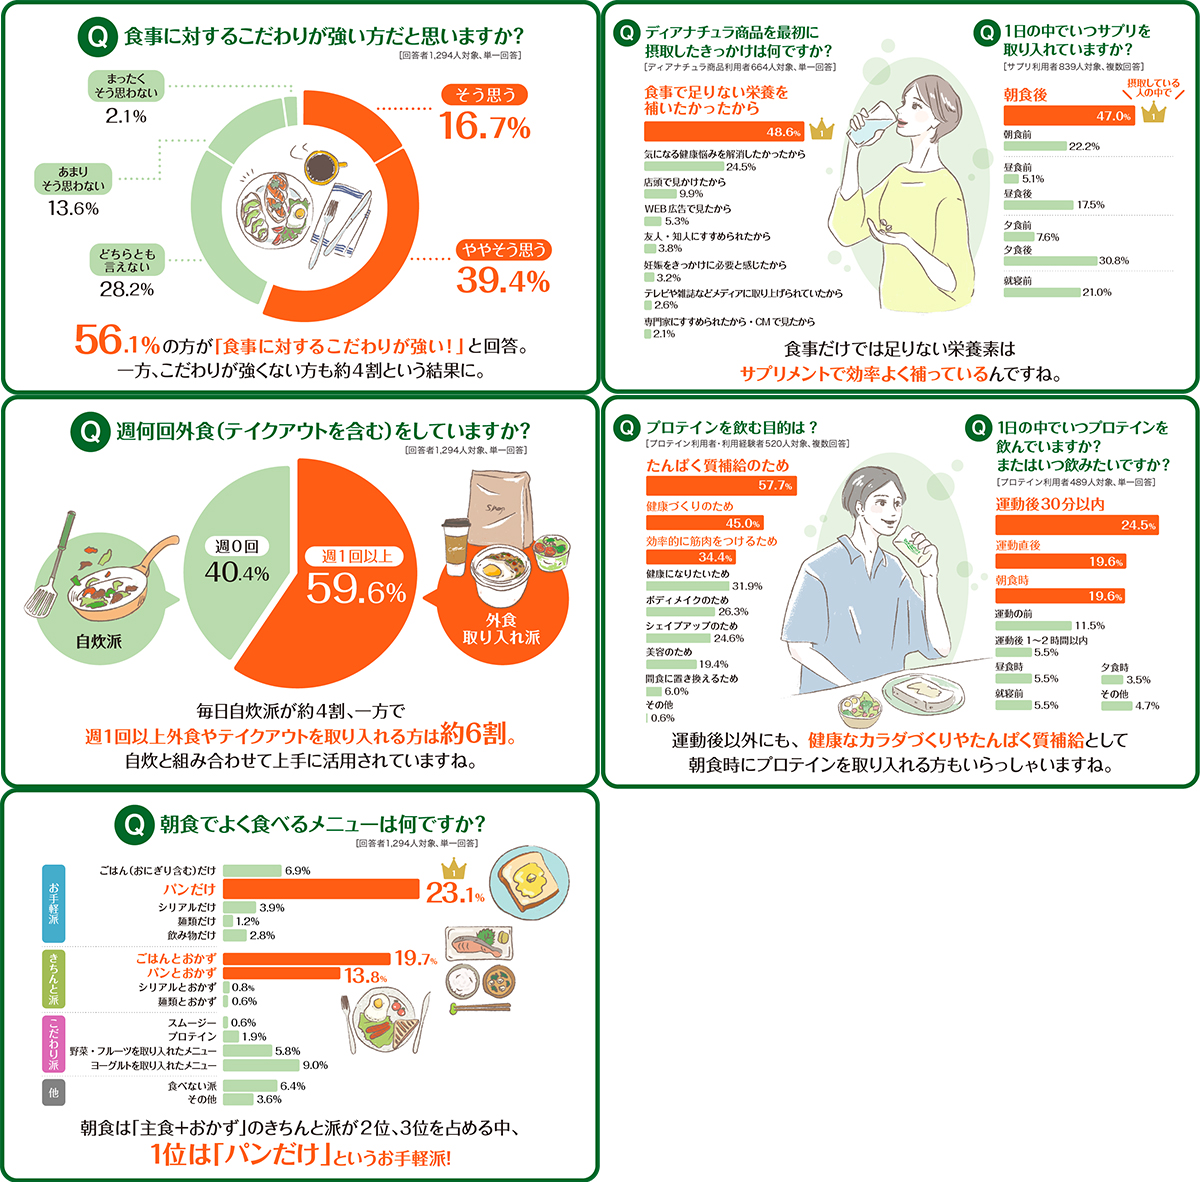 Q 食事に対するこだわりが強い方だと思いますか?
[回答者1,294人対象、単一回答]
まったく
そう思わない
2.1%
そう思う
16.7%
あまり
そう思わない
13.6%
どちらとも
言えない
28.2%
ややそう思う
39.4%
56.1%の方が「食事に対するこだわりが強い!」と回答。
一方、こだわりが強くない方も約4割という結果に。
Q ディアナチュラ商品を最初に
摂取したきっかけは何ですか?
[ディアナチュラ商品利用者664人対象、単一回答]
食事で足りない栄養を
補いたかったから
48.6%
1
気になる健康悩みを解消したかったから
24.5%
店頭で見かけたから
9.9%
WEB広告で見たから
5.3%
友人・知人にすすめられたから
3.8%
妊娠をきっかけに必要と感じたから
3.2%
テレビや雑誌などメディアに取り上げられていたから
2.6%
専門家にすすめられたから・CMで見たから
2.1%
Q 1日の中でいつサプリを
取り入れていますか?
[サプリ利用者839人対象、複数回答]
摂取している
人の中で
朝食後
47.0%
1
朝食前
22.2%
昼食前
5.1%
昼食後
17.5%
夕食前
7.6%
夕食後
30.8%
就寝前
21.0%
食事だけでは足りない栄養素は
サプリメントで効率よく補っているんですね。
Q 週何回外食(テイクアウトを含む)をしていますか?
[回答者1,294人対象、単一回答]
週0回
40.4%
週1回以上
59.6%
自炊派
外食
取り入れ派
毎日自炊派が約4割、一方で
週1回以上外食やテイクアウトを取り入れる方は約6割。
自炊と組み合わせて上手に活用されていますね。
Q プロテインを飲む目的は?
[プロテイン利用者・利用経験者520人対象、複数回答]
たんぱく質補給のため
57.7%
健康づくりのため
45.0%
効率的に筋肉をつけるため
34.4%
健康になりたいため
31.9%
ボディメイクのため
26.3%
シェイプアップのため
24.6%
美容のため
19.4%
間食に置き換えるため
6.0%
その他
0.6%
Q 1日の中でいつプロテインを
飲んでいますか?
またはいつ飲みたいですか?
[プロテイン利用者489人対象、単一回答]
運動後30分以内
24.5%
運動直後
19.6%
朝食時
19.6%
運動の前
11.5%
運動後1〜2時間以内
5.5%
昼食時
5.5%
夕食時
3.5%
就寝前
5.5%
その他
4.7%
運動後以外にも、健康なカラダづくりやたんぱく質補給として
朝食時にプロテインを取り入れる方もいらっしゃいますね。
Q 朝食でよく食べるメニューは何ですか?
[回答者1,294人対象、単一回答]
お手軽派
ごはん(おにぎり含む)だけ 6.9%
パンだけ 23.1%
1
シリアルだけ 3.9%
麺類だけ 1.2%
飲み物だけ 2.8%
きちんと派
ごはんとおかず 19.7%
パンとおかず 13.8%
シリアルとおかず 0.8%
麺類とおかず 0.6%
こだわり派
スムージー 0.6%
プロテイン 1.9%
野菜・フルーツを取り入れたメニュー 5.8%
ヨーグルトを取り入れたメニュー 9.0%
他
食べない派 6.4%
その他 3.6%
朝食は「主食+おかず」のきちんと派が2位、3位を占める中、
1位は「パンだけ」というお手軽派!